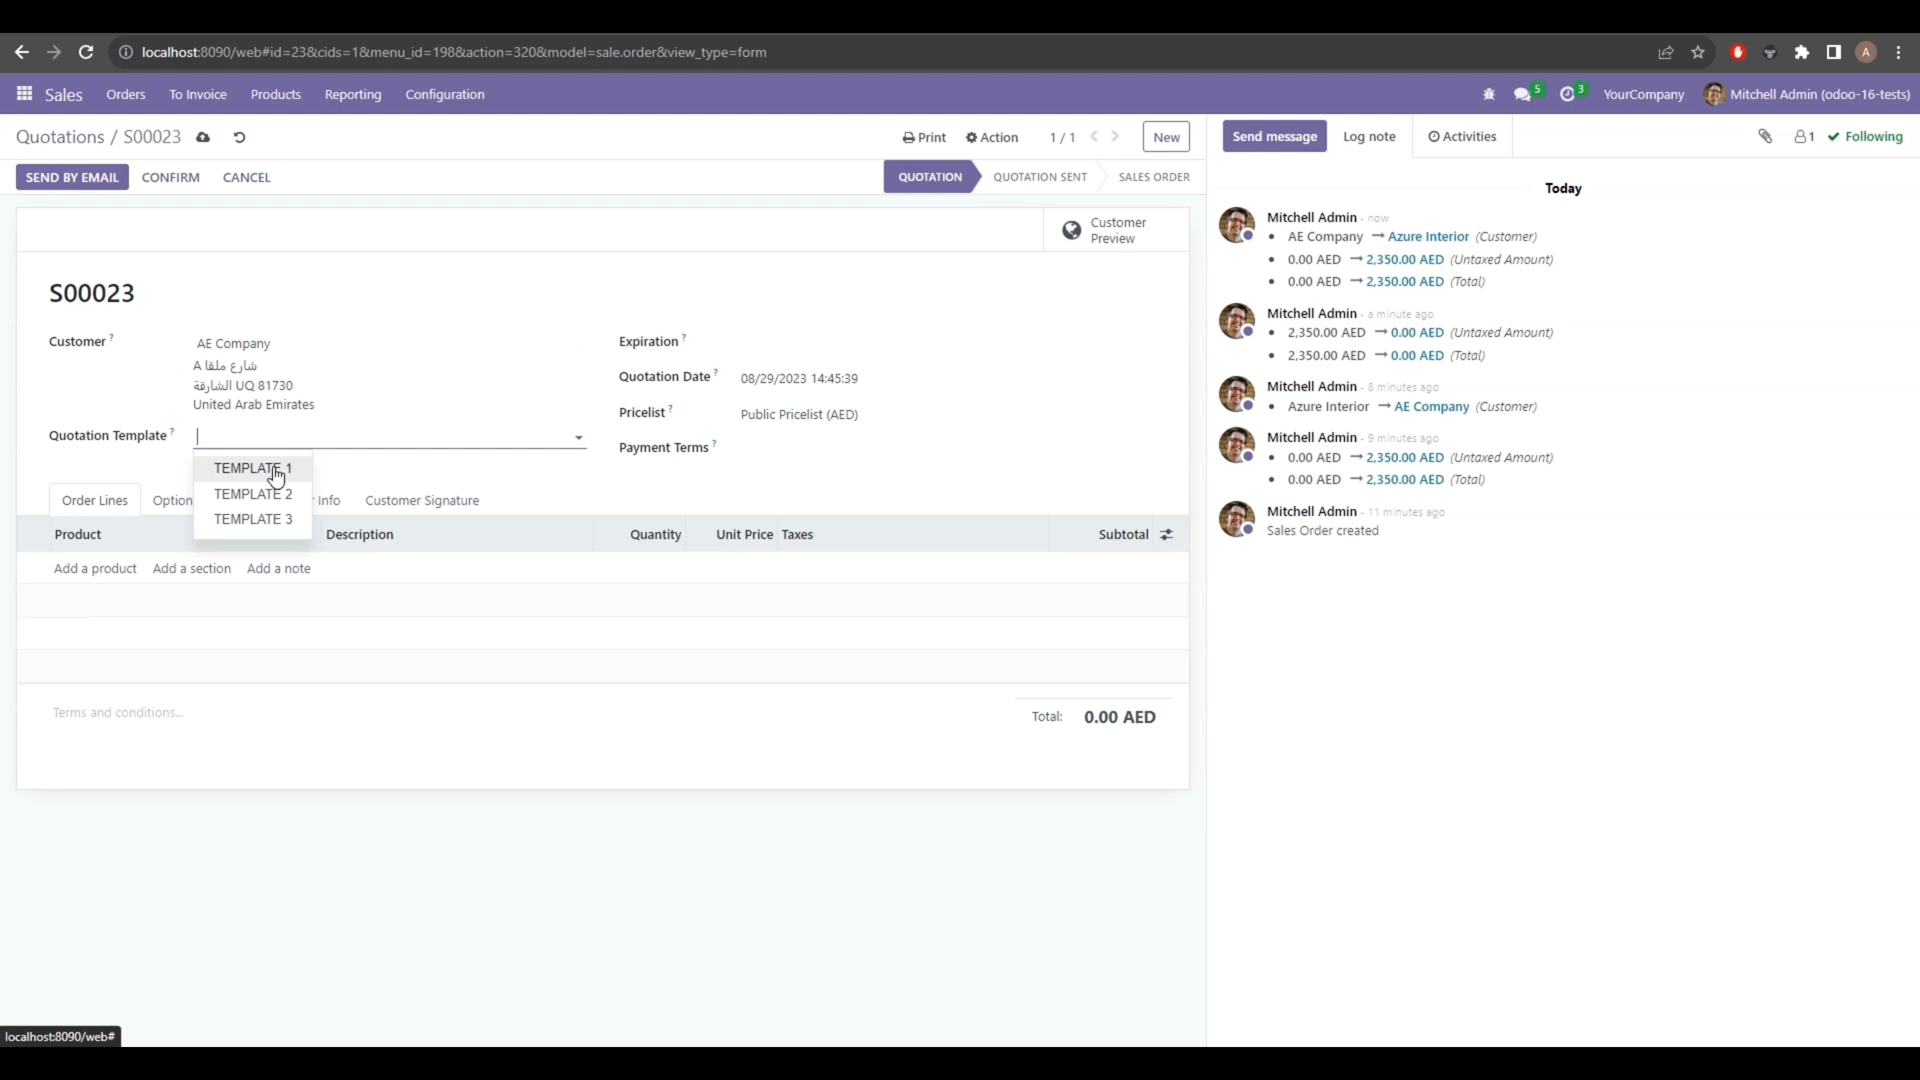 localhost:8090/web#id=23&cids=1&menu_id=198&action=320&model=sale.order&view_type=form
A
Sales Orders To Invoice Products Reporting Configuration 5 3 YourCompany Mitchell Admin (odoo-16-tests)
Quotations / S00023 Print Action 1 / 1 New
Send message Log note Activities 1 Following
SEND BY EMAIL CONFIRM CANCEL QUOTATION QUOTATION SENT SALES ORDER
Customer
Preview
S00023
Customer ? AE Company
A شارع ملقا
الشارقة UQ 81730
United Arab Emirates
Quotation Template ?
TEMPLATE 1
TEMPLATE 2
TEMPLATE 3
Expiration ?
Quotation Date ? 08/29/2023 14:45:39
Pricelist ? Public Pricelist (AED)
Payment Terms ?
Order Lines Option Info Customer Signature
Product Description Quantity Unit Price Taxes Subtotal
Add a product Add a section Add a note
Terms and conditions...
Total: 0.00 AED
Today
Mitchell Admin - now
• AE Company → Azure Interior (Customer)
• 0.00 AED → 2,350.00 AED (Untaxed Amount)
• 0.00 AED → 2,350.00 AED (Total)
Mitchell Admin - a minute ago
• 2,350.00 AED → 0.00 AED (Untaxed Amount)
• 2,350.00 AED → 0.00 AED (Total)
Mitchell Admin - 8 minutes ago
• Azure Interior → AE Company (Customer)
Mitchell Admin - 9 minutes ago
• 0.00 AED → 2,350.00 AED (Untaxed Amount)
• 0.00 AED → 2,350.00 AED (Total)
Mitchell Admin - 11 minutes ago
Sales Order created
localhost:8090/web#